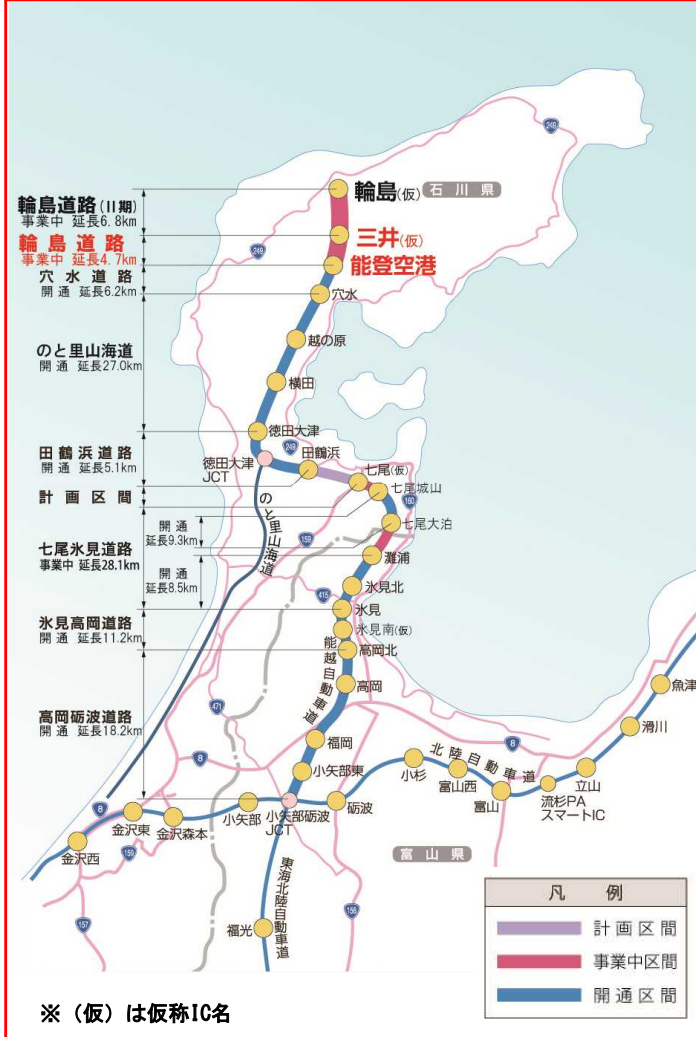 249
輪島(仮)
石川県
輪島道路(II期)
事業中 延長6.8km
輪島道路
事業中 延長4.7km
三井(仮)
249
能登空港
穴水道路
開通 延長6.2km
穴水
のと里山海道
開通 延長27.0km
越の原
横田
徳田大津
田鶴浜道路
開通 延長5.1km
249
田鶴浜
徳田大津
JCT
七尾(仮)
七尾城山
計画区間
160
のと里山海道
開通
延長9.3km
159
七尾大泊
七尾氷見道路
事業中 延長28.1km
灘浦
開通
延長8.5km
415
氷見北
氷見
氷見高岡道路
開通 延長11.2km
氷見南(仮)
高岡北
能越自動車道
高岡
魚津
471
高岡砺波道路
開通 延長18.2km
滑川
福岡
8
8
北陸自動車道
小矢部東
小杉
富山西
立山
富山
流杉PA
スマートIC
8
小矢部
小矢部砺波
JCT
砺波
金沢東
金沢森本
金沢西
159
富山県
東海北陸自動車道
157
156
福光
凡例
計画区間
事業中区間
開通区間
※(仮)は仮称IC名